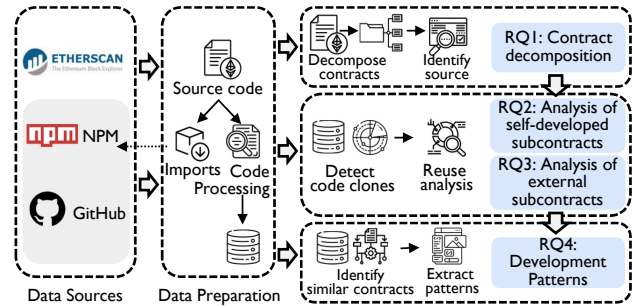 ETHERSCAN
The Ethereum Block Explorer
npm NPM
GitHub
Data Sources
Source code
Imports
Code
Processing
Data Preparation
Decompose
contracts
Identify
source
RQ1: Contract
decomposition
Detect
code clones
Reuse
analysis
RQ2: Analysis of
self-developed
subcontracts
RQ3: Analysis of
external
subcontracts
Identify
similar contracts
Extract
patterns
RQ4:
Development
Patterns